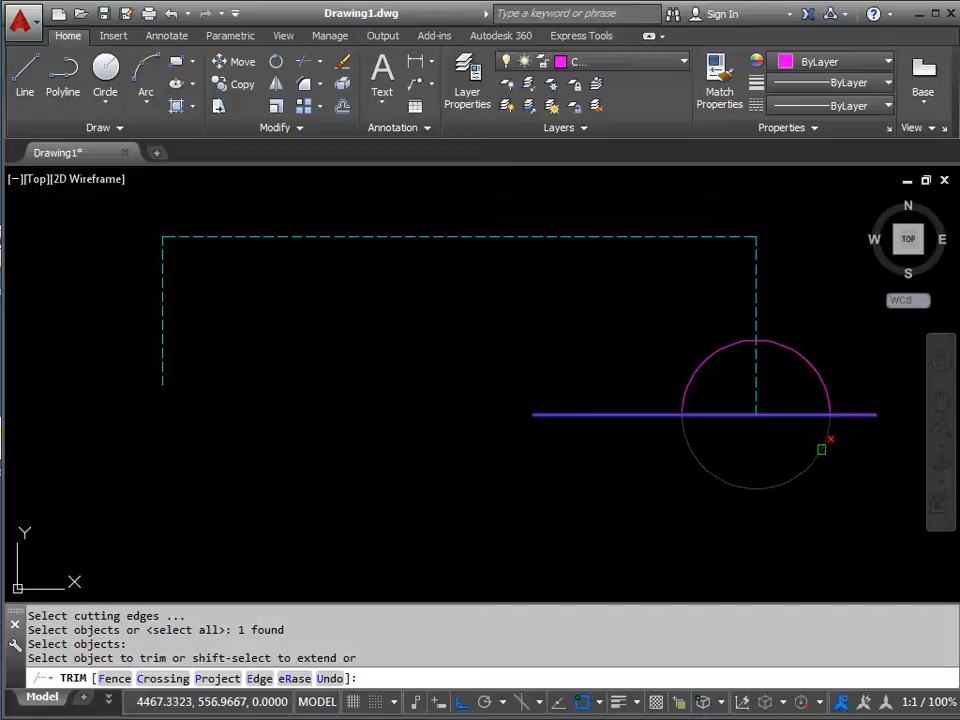 Drawing1.dwg
Type a keyword or phrase
Sign In
Home Insert Annotate Parametric View Manage Output Add-ins Autodesk 360 Express Tools
Line Polyline Circle Arc Move Copy Text Layer Properties C... Match Properties ByLayer Base
ByLayer
ByLayer
Draw Modify Annotation Layers Properties View
Drawing1*
[−][Top][2D Wireframe]
N
W TOP E
S
WCS
Y
X
Select cutting edges ...
Select objects or <select all>: 1 found
Select objects:
Select object to trim or shift-select to extend or
TRIM [Fence Crossing Project Edge eRase Undo]:
Model 4467.3323, 556.9667, 0.0000 MODEL 1:1 / 100%